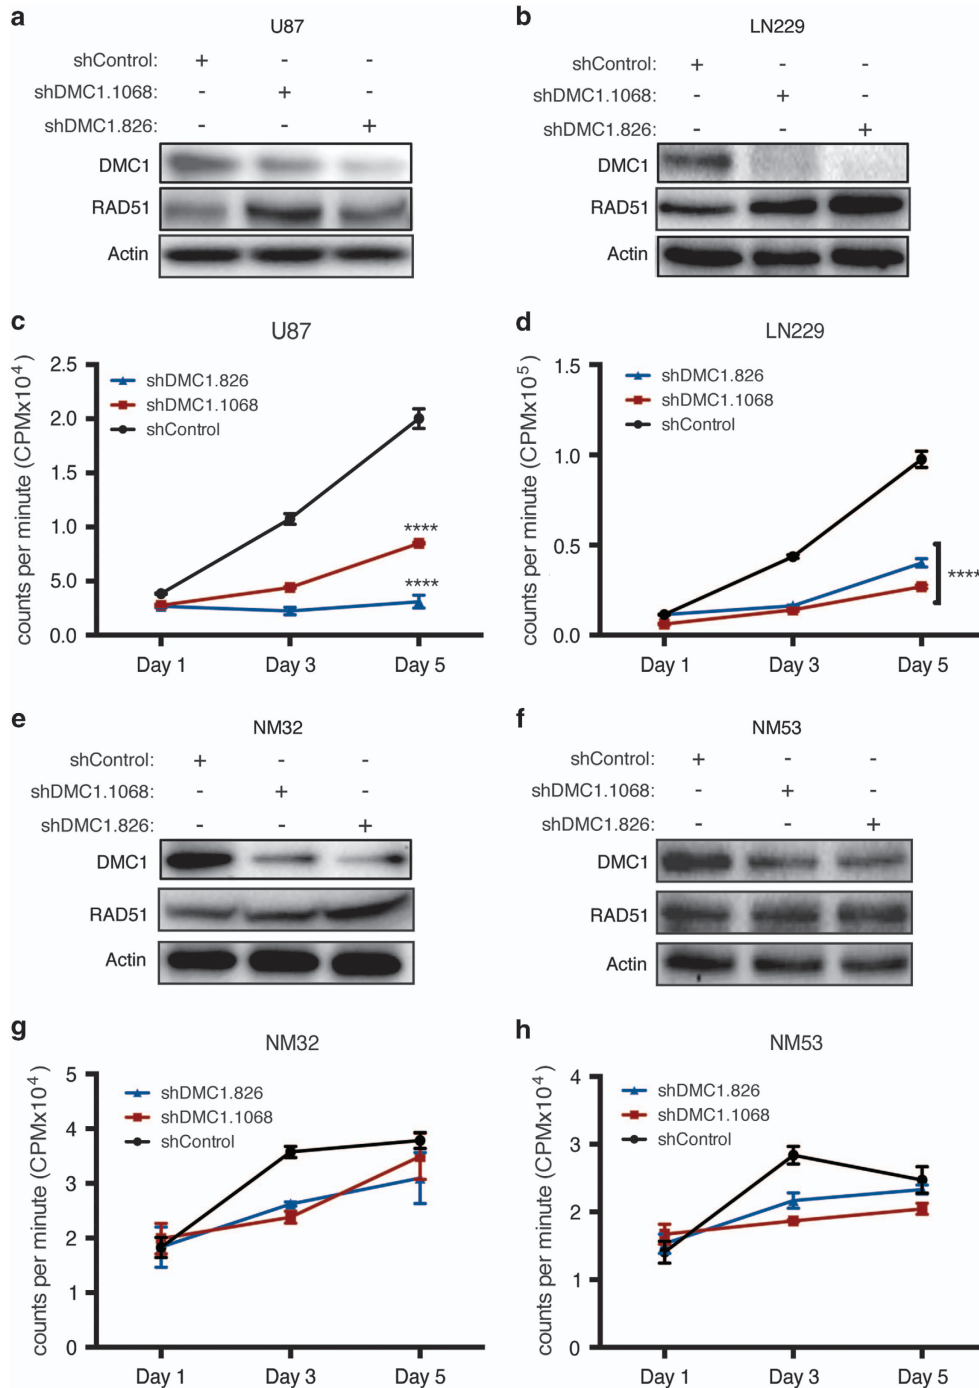 a
U87
shControl: + - -
shDMC1.1068: - + -
shDMC1.826: - - +
DMC1
RAD51
Actin
b
LN229
shControl: + - -
shDMC1.1068: - + -
shDMC1.826: - - +
DMC1
RAD51
Actin
c
U87
counts per minute (CPMx10⁴)
2.5
2.0
1.5
1.0
5.0
0.0
shDMC1.826
shDMC1.1068
shControl
****
****
Day 1 Day 3 Day 5
d
LN229
counts per minute (CPMx10⁵)
1.5
1.0
0.5
0.0
shDMC1.826
shDMC1.1068
shControl
****
Day 1 Day 3 Day 5
e
NM32
shControl: + - -
shDMC1.1068: - + -
shDMC1.826: - - +
DMC1
RAD51
Actin
f
NM53
shControl: + - -
shDMC1.1068: - + -
shDMC1.826: - - +
DMC1
RAD51
Actin
g
NM32
counts per minute (CPMx10⁴)
5
4
3
2
1
0
shDMC1.826
shDMC1.1068
shControl
Day 1 Day 3 Day 5
h
NM53
counts per minute (CPMx10⁴)
4
3
2
1
0
shDMC1.826
shDMC1.1068
shControl
Day 1 Day 3 Day 5